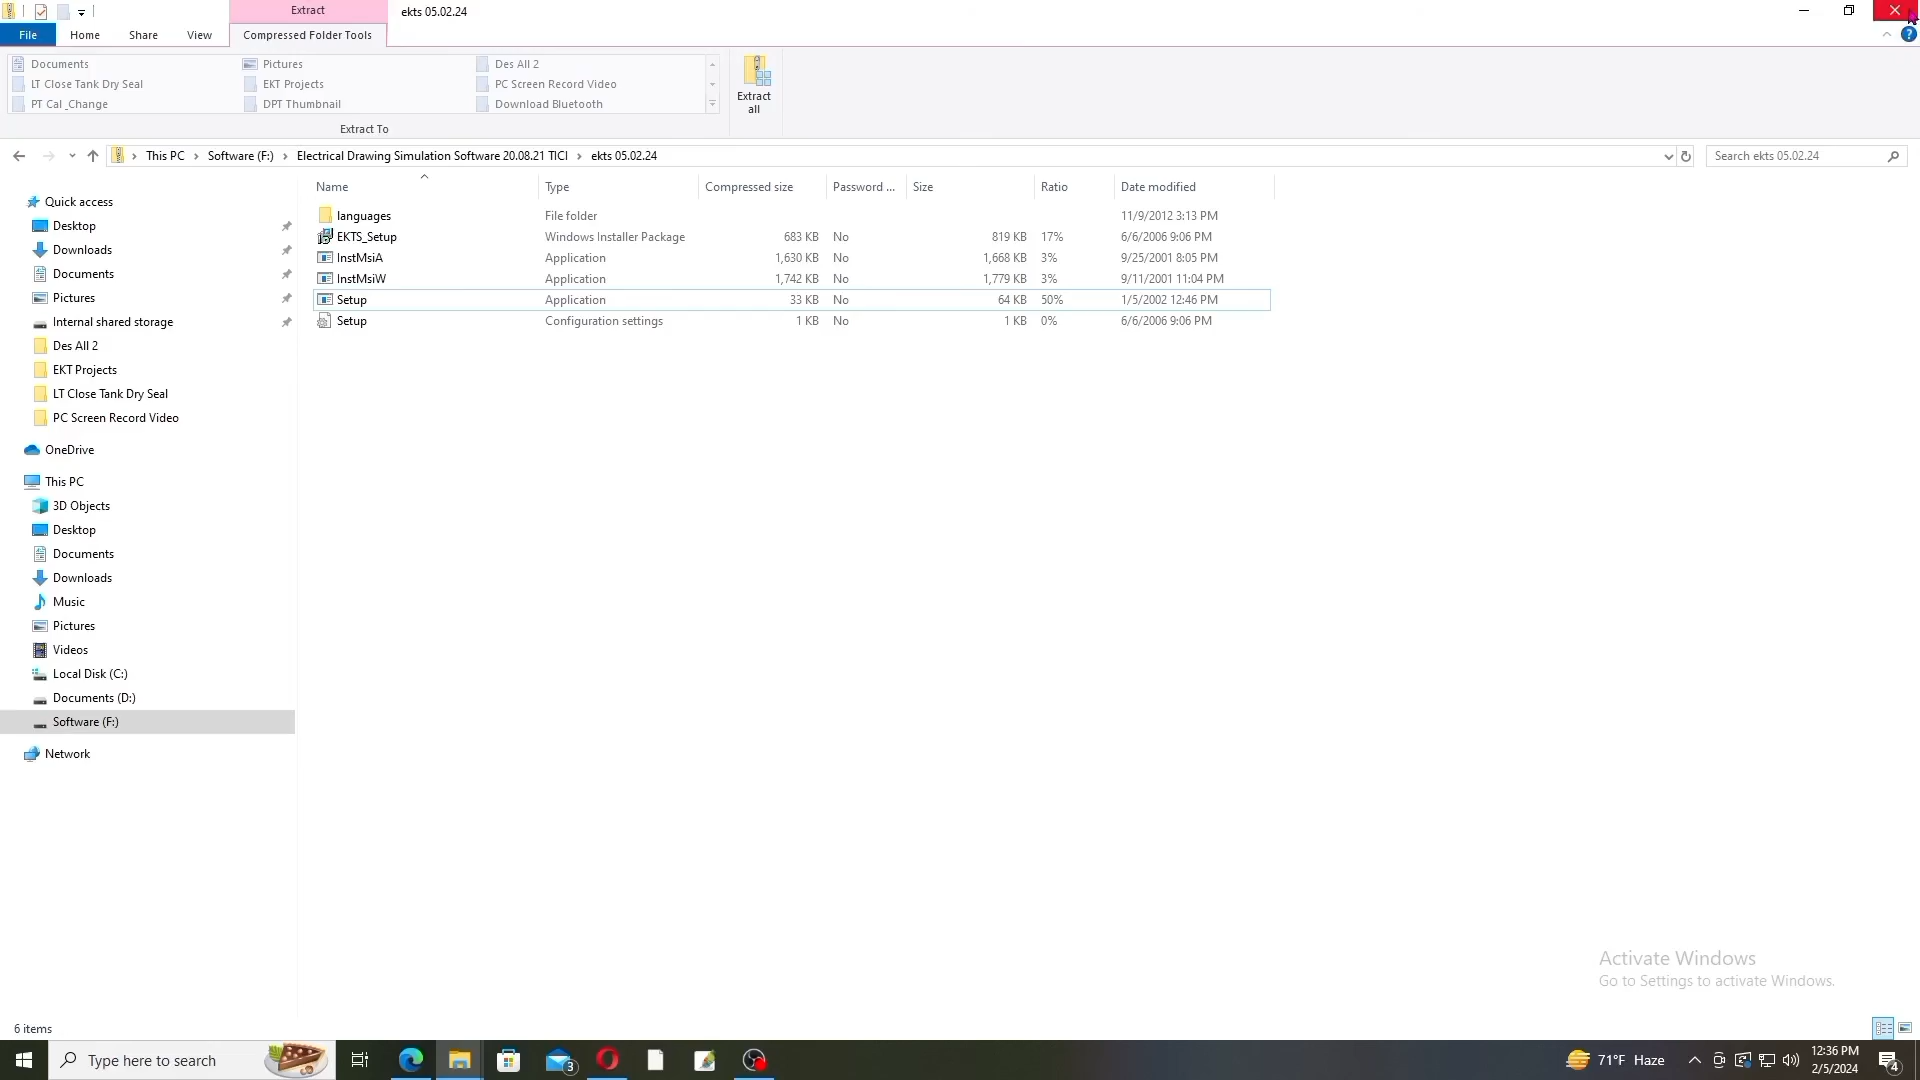 Extract
ekts 05.02.24
File
Home
Share
View
Compressed Folder Tools
Documents
Pictures
Des All 2
LT Close Tank Dry Seal
EKT Projects
PC Screen Record Video
PT Cal _Change
DPT Thumbnail
Download Bluetooth
Extract all
Extract To
This PC > Software (F:) > Electrical Drawing Simulation Software 20.08.21 TICI > ekts 05.02.24
Search ekts 05.02.24
Name Type Compressed size Password ... Size Ratio Date modified
languages File folder 11/9/2012 3:13 PM
EKTS_Setup Windows Installer Package 683 KB No 819 KB 17% 6/6/2006 9:06 PM
InstMsiA Application 1,630 KB No 1,668 KB 3% 9/25/2001 8:05 PM
InstMsiW Application 1,742 KB No 1,779 KB 3% 9/11/2001 11:04 PM
Setup Application 33 KB No 64 KB 50% 1/5/2002 12:46 PM
Setup Configuration settings 1 KB No 1 KB 0% 6/6/2006 9:06 PM
Quick access
Desktop
Downloads
Documents
Pictures
Internal shared storage
Des All 2
EKT Projects
LT Close Tank Dry Seal
PC Screen Record Video
OneDrive
This PC
3D Objects
Desktop
Documents
Downloads
Music
Pictures
Videos
Local Disk (C:)
Documents (D:)
Software (F:)
Network
Activate Windows
Go to Settings to activate Windows.
6 items
Type here to search
3
71°F Haze
12:36 PM
2/5/2024
4